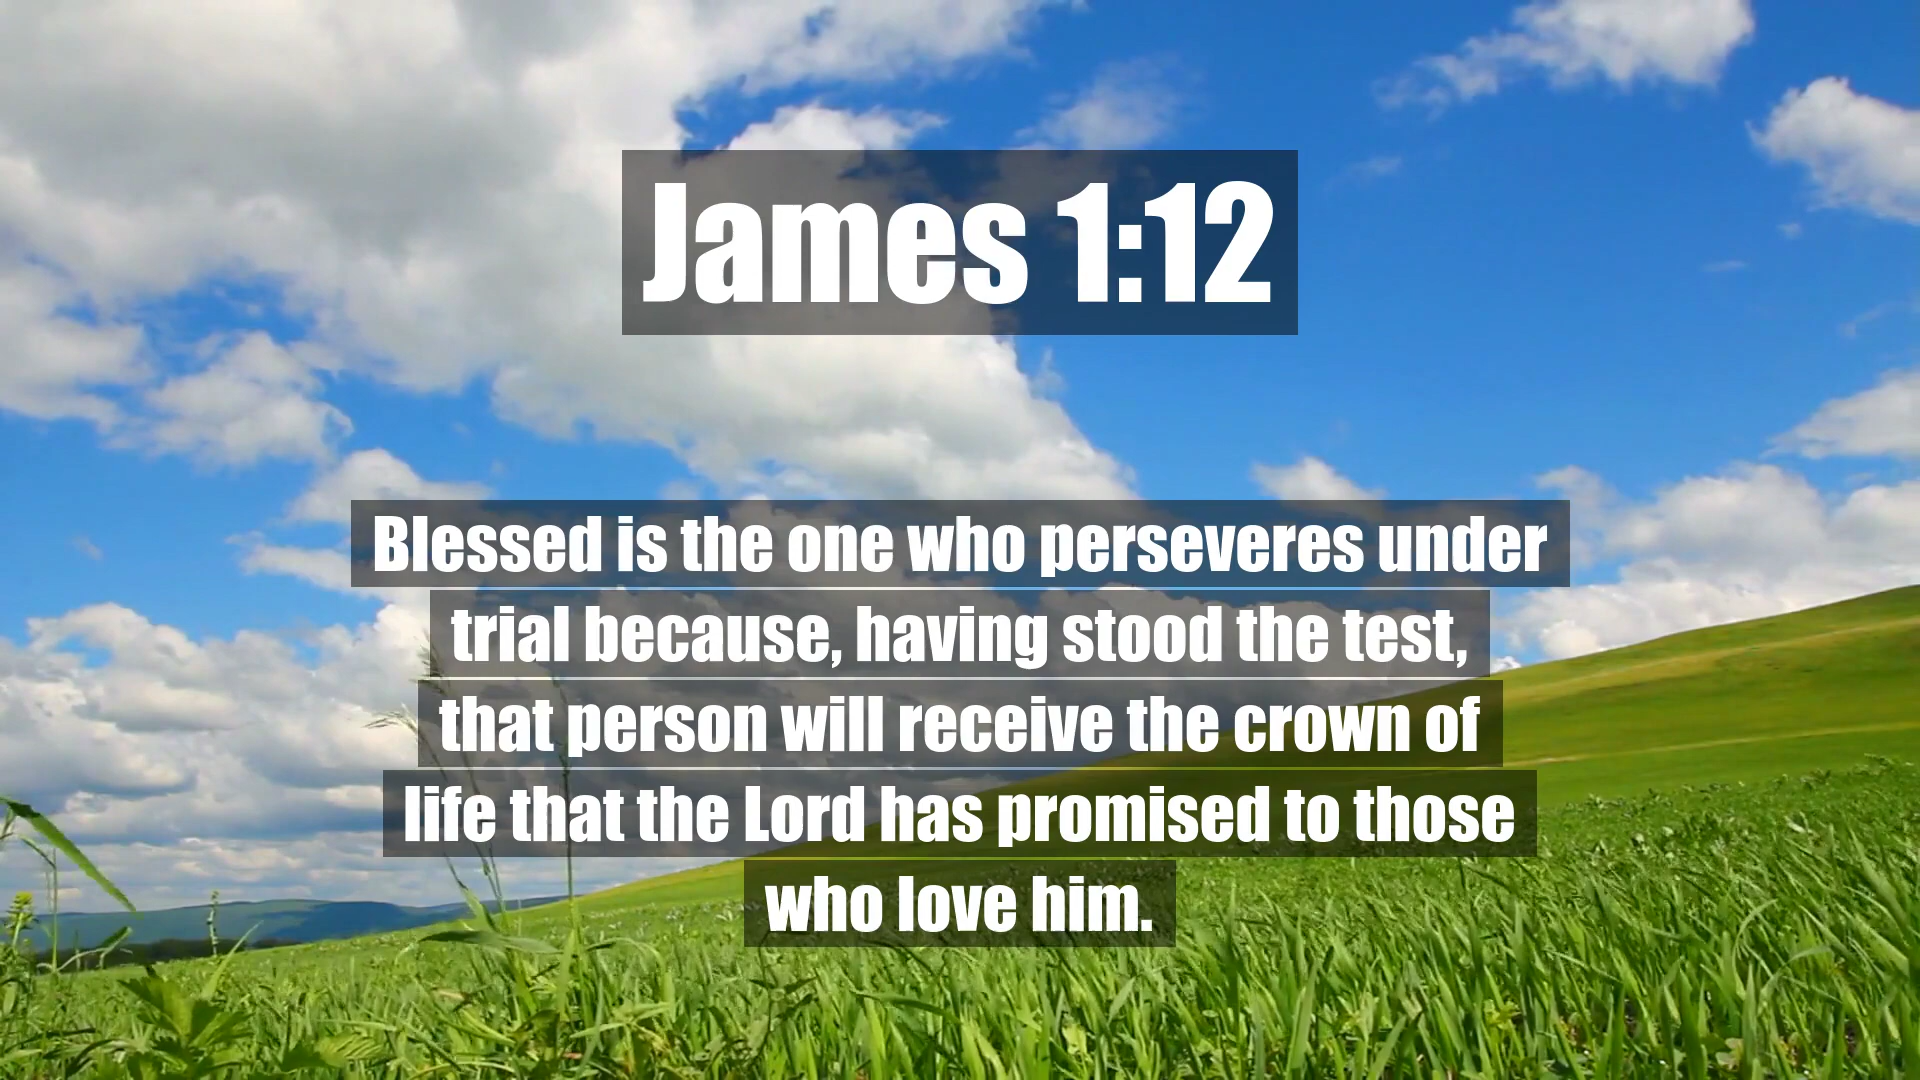 James 1:12
Blessed is the one who perseveres under
trial because, having stood the test,
that person will receive the crown of
life that the Lord has promised to those
who love him.